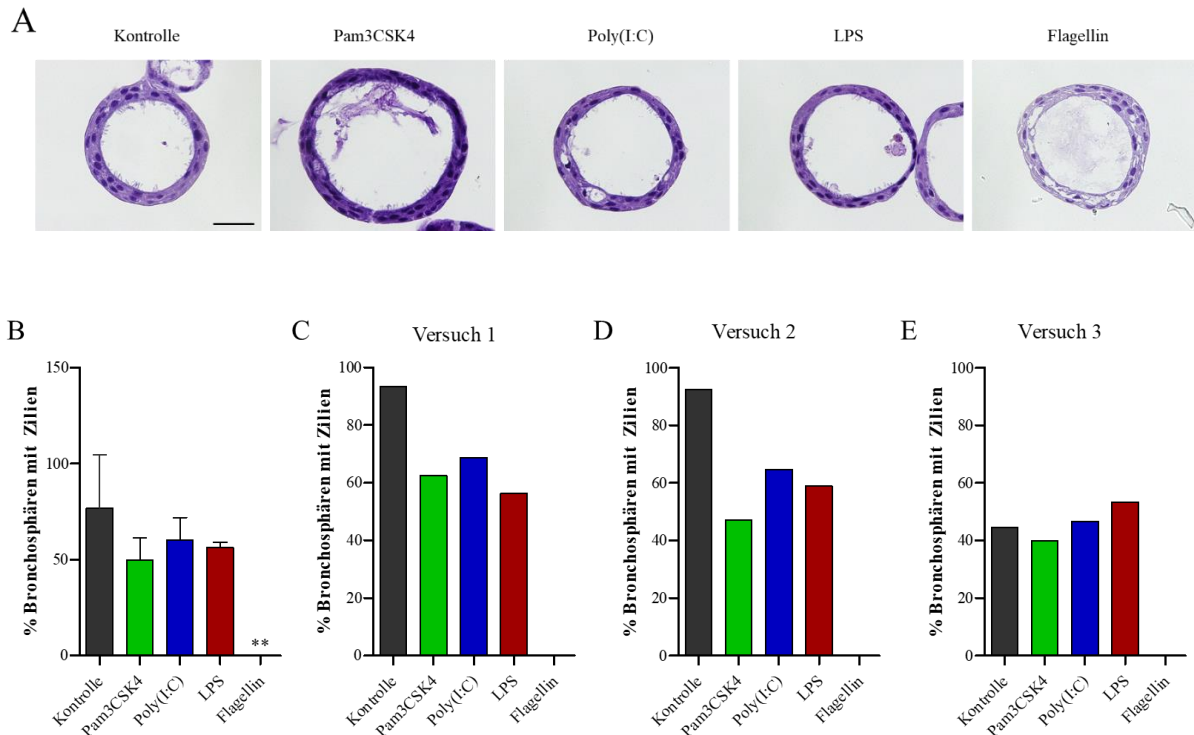 A
Kontrolle
Pam3CSK4
Poly(I:C)
LPS
Flagellin
B
% Bronchosphären mit Zilien
150
100
50
0
**
Kontrolle
Pam3CSK4
Poly(I:C)
LPS
Flagellin
C
Versuch 1
% Bronchosphären mit Zilien
100
80
60
40
20
0
Kontrolle
Pam3CSK4
Poly(I:C)
LPS
Flagellin
D
Versuch 2
% Bronchosphären mit Zilien
100
80
60
40
20
0
Kontrolle
Pam3CSK4
Poly(I:C)
LPS
Flagellin
E
Versuch 3
% Bronchosphären mit Zilien
100
80
60
40
20
0
Kontrolle
Pam3CSK4
Poly(I:C)
LPS
Flagellin